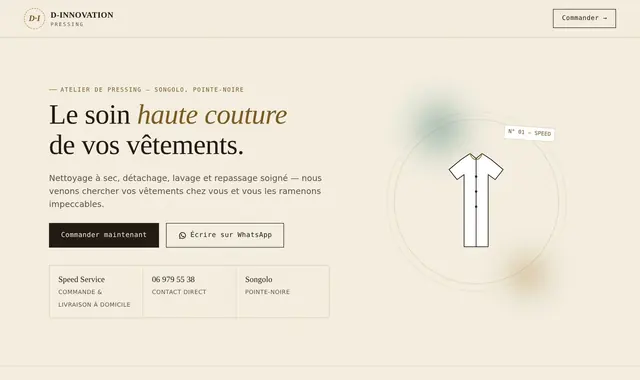 D-I
D-INNOVATION
PRESSING
Commander →
— ATELIER DE PRESSING — SONGOLO, POINTE-NOIRE
Le soin haute couture
de vos vêtements.
Nettoyage à sec, détachage, lavage et repassage soigné — nous
venons chercher vos vêtements chez vous et vous les ramenons
impeccables.
Commander maintenant
Écrire sur WhatsApp
N° 01 — SPEED
Speed Service
COMMANDE &
LIVRAISON À DOMICILE
06 979 55 38
CONTACT DIRECT
Songolo
POINTE-NOIRE